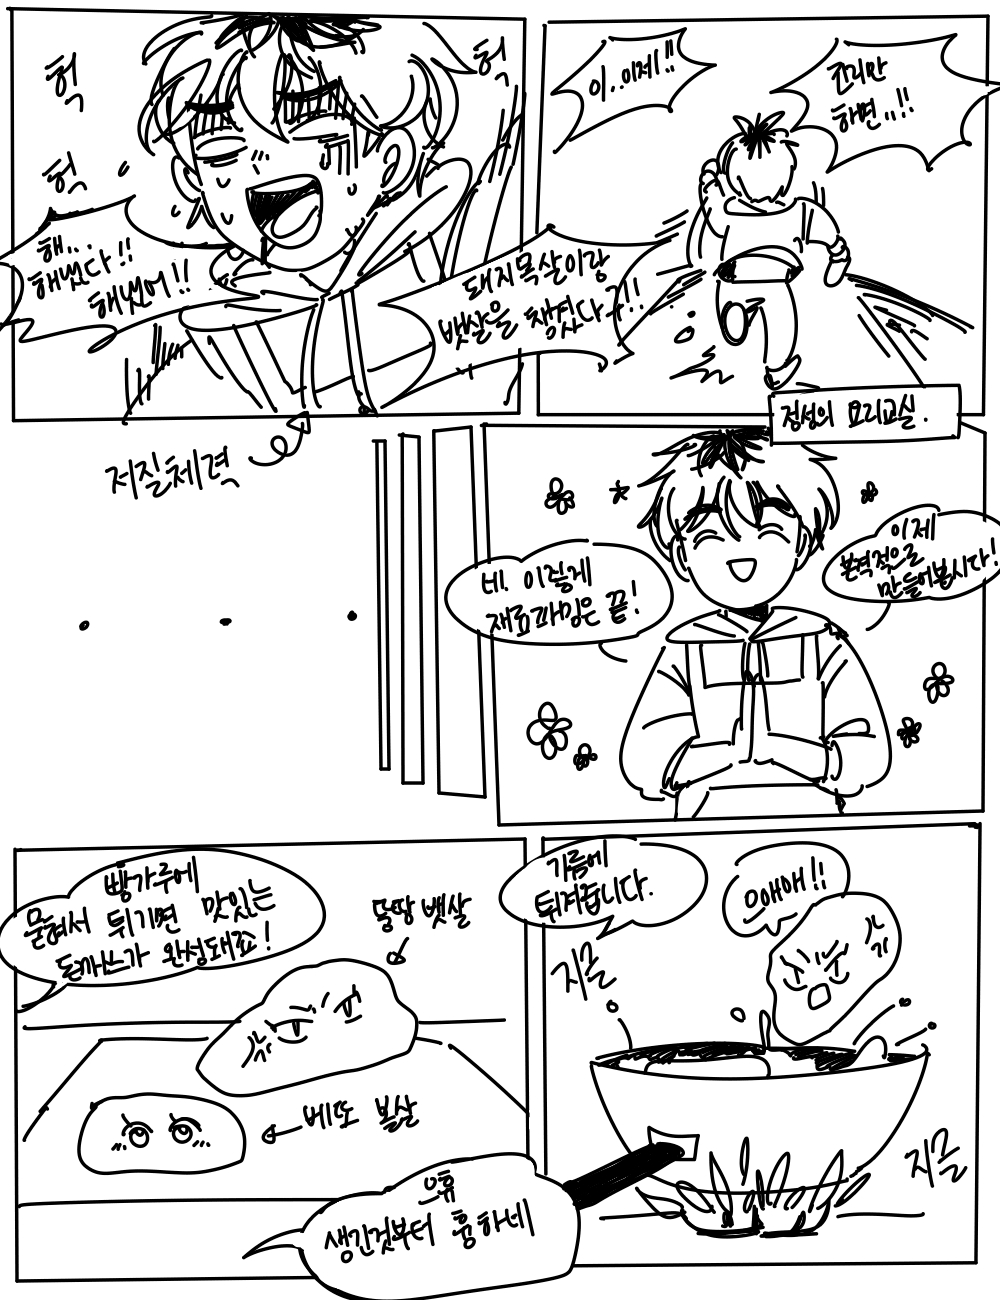 헉
헉
헉
해..
해냈다!!
해냈어!!
돼지목살이랑
뱃살을 챙겼다구!!
저질체력
이..이제!!
관리만
해면..!!
정성의 요리교실.
네. 이렇게
재료파밍은 끝!
이제
본격적으로
만들어봅시다!
빵가루에
묻혀서 튀기면 맛있는
돈까스가 완성돼죠!
뚱땅 뱃살
베또 볼살
으휴
생긴것부터 흉하네
기름에
튀겨줍니다.
으애애!!
지글
지글